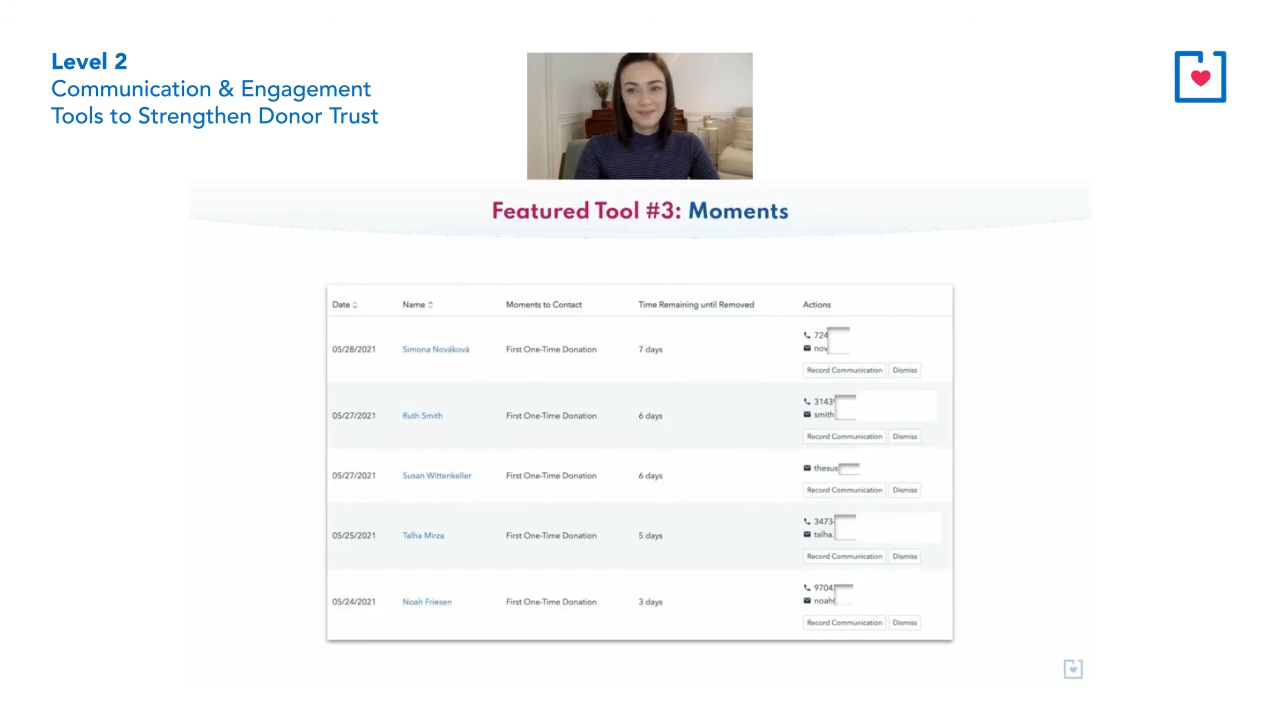 Level 2
Communication & Engagement
Tools to Strengthen Donor Trust
Featured Tool #3: Moments
Date Name Moments to Contact Time Remaining until Removed Actions
05/28/2021 Simona Nováková First One-Time Donation 7 days
724
nov
Record Communication Dismiss
05/27/2021 Ruth Smith First One-Time Donation 6 days
3143
smith
Record Communication Dismiss
05/27/2021 Susan Wittenkeller First One-Time Donation 6 days
thesus
Record Communication Dismiss
05/25/2021 Talha Mirza First One-Time Donation 5 days
3473
talha.
Record Communication Dismiss
05/24/2021 Noah Friesen First One-Time Donation 3 days
9704
noah
Record Communication Dismiss